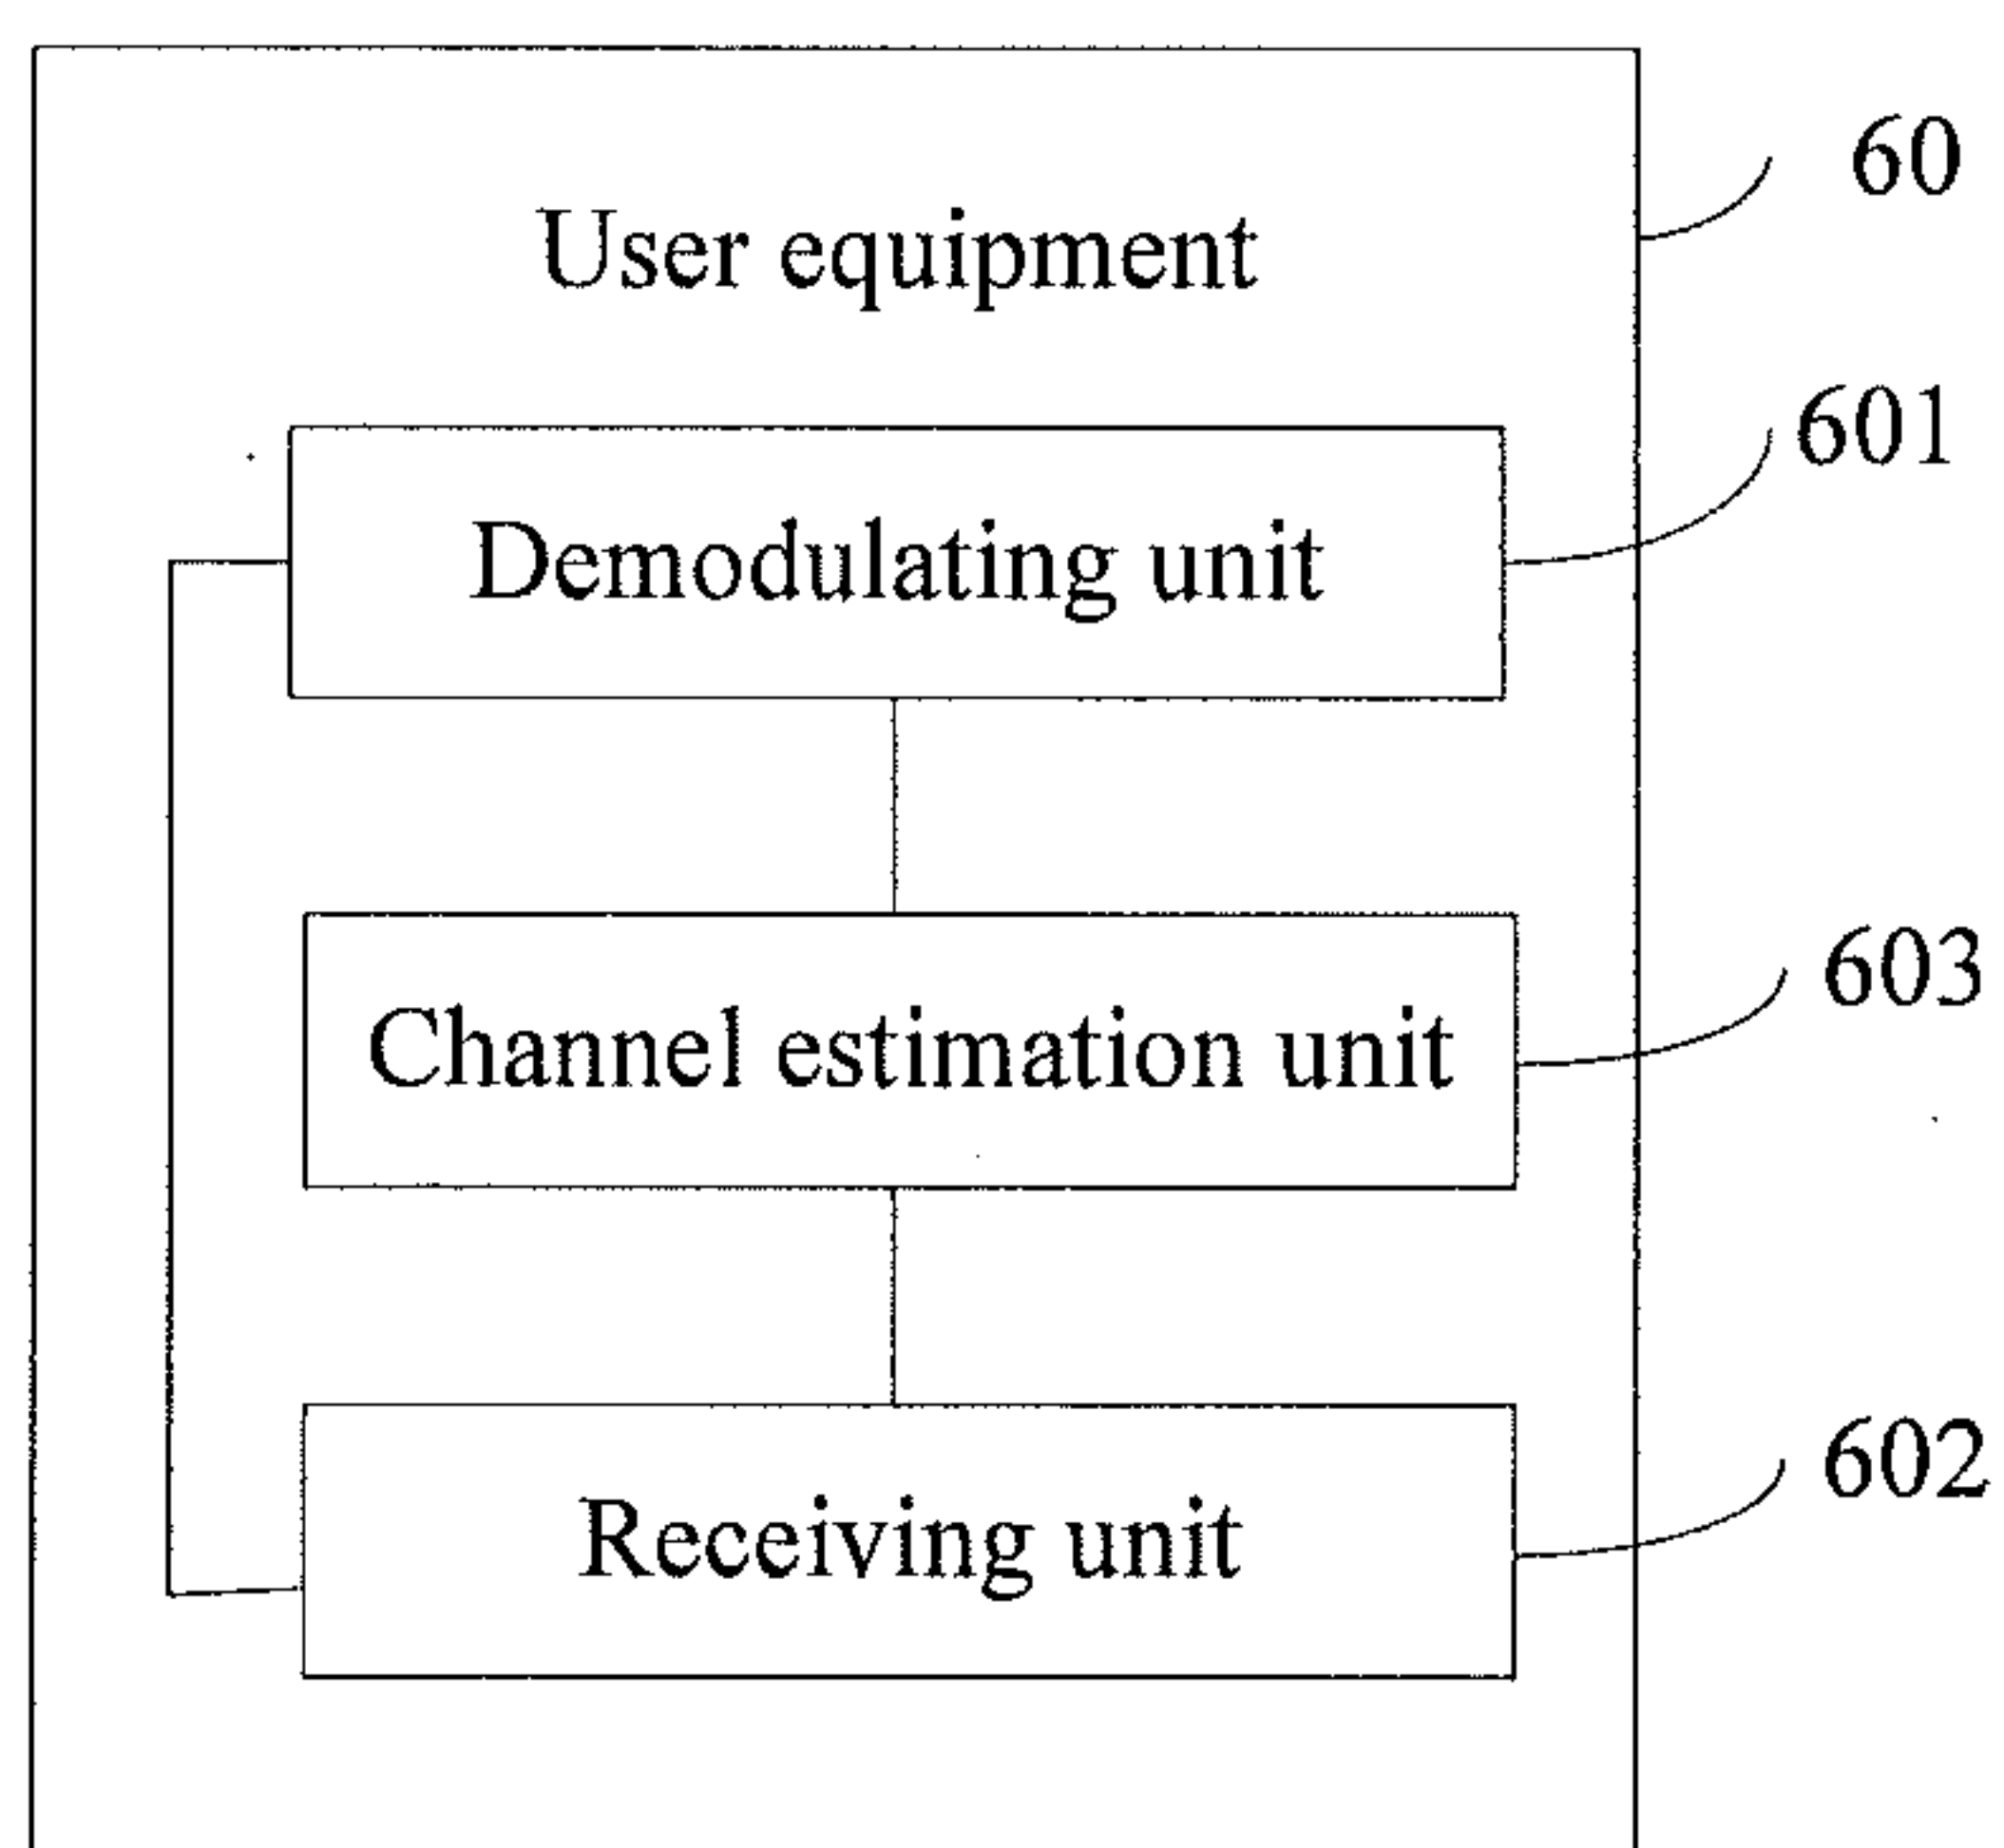 60
User equipment
601
Demodulating unit
603
Channel estimation unit
602
Receiving unit